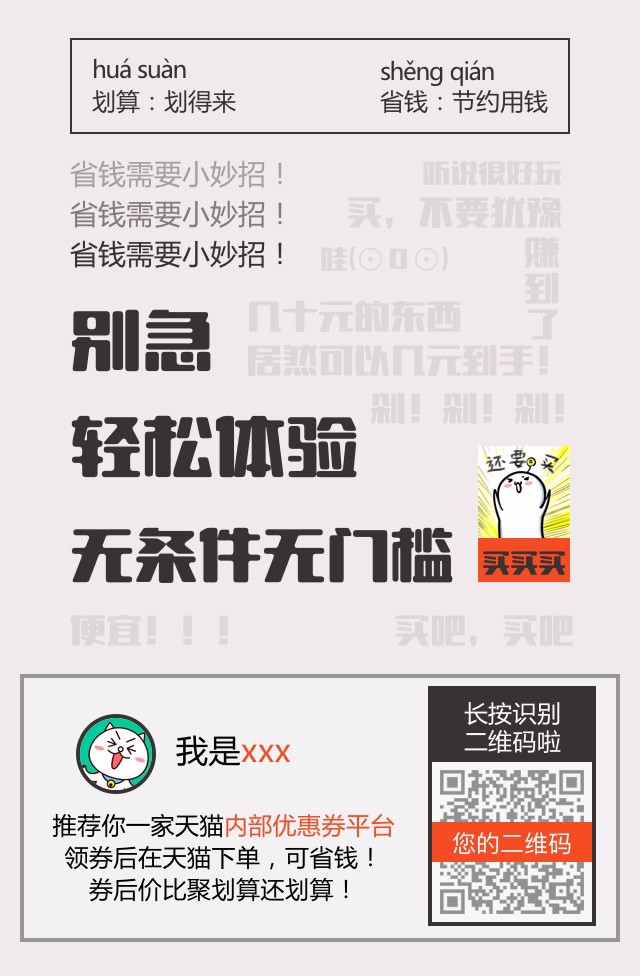 huá suàn
划算：划得来
shěng qián
省钱：节约用钱
省钱需要小妙招！
省钱需要小妙招！
省钱需要小妙招！
听说很好玩
买，不要犹豫
哇(⊙o⊙)
赚到了
几十元的东西
居然可以几元到手！
剁！剁！剁！
别急
轻松体验
无条件无门槛
还要买
买买买
便宜！！！
买吧，买吧
我是xxx
推荐你一家天猫内部优惠券平台
领券后在天猫下单，可省钱！
券后价比聚划算还划算！
长按识别
二维码啦
您的二维码